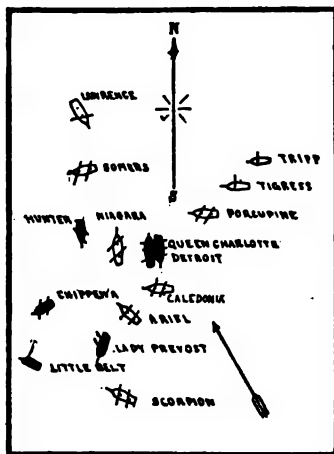 N
LAWRENCE
TRIPP
SOMERS
TIGRESS
S
PORCUPINE
HUNTER NIAGARA
QUEEN CHARLOTTE
DETROIT
CHIPPEWA
CALEDONIA
ARIEL
LADY PREVOST
LITTLE BELT
SCORPION